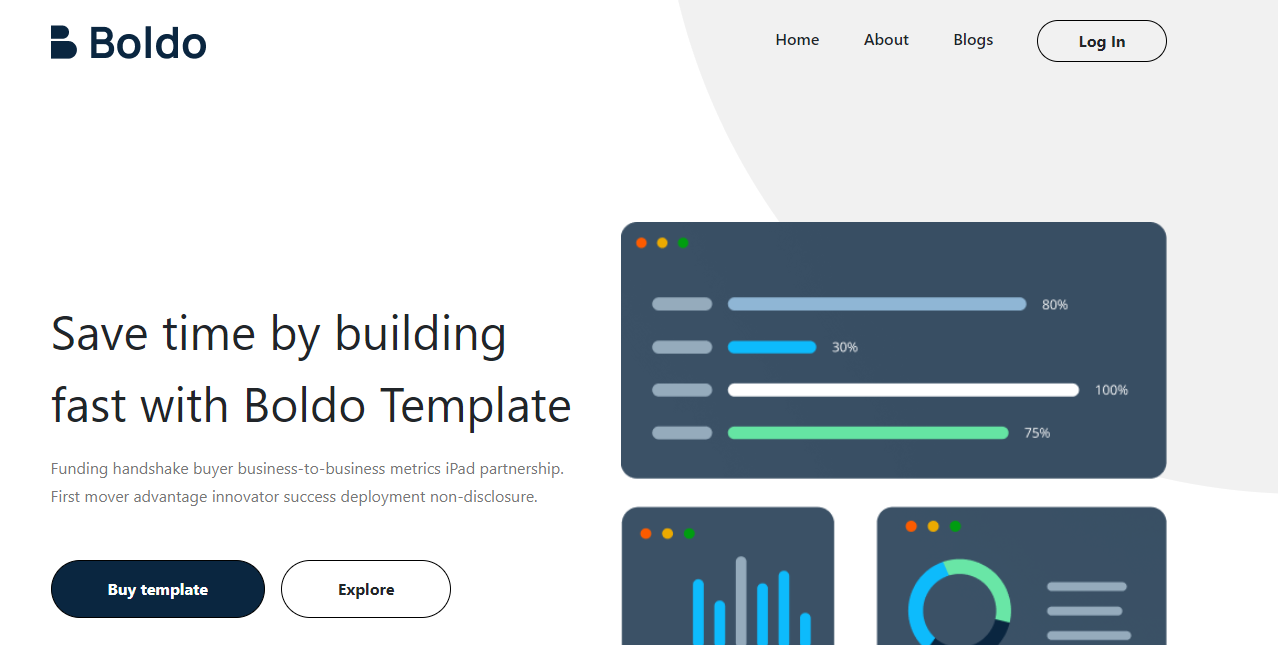 Boldo
Home
About
Blogs
Log In
Save time by building
fast with Boldo Template
Funding handshake buyer business-to-business metrics iPad partnership.
First mover advantage innovator success deployment non-disclosure.
Buy template
Explore
80%
30%
100%
75%